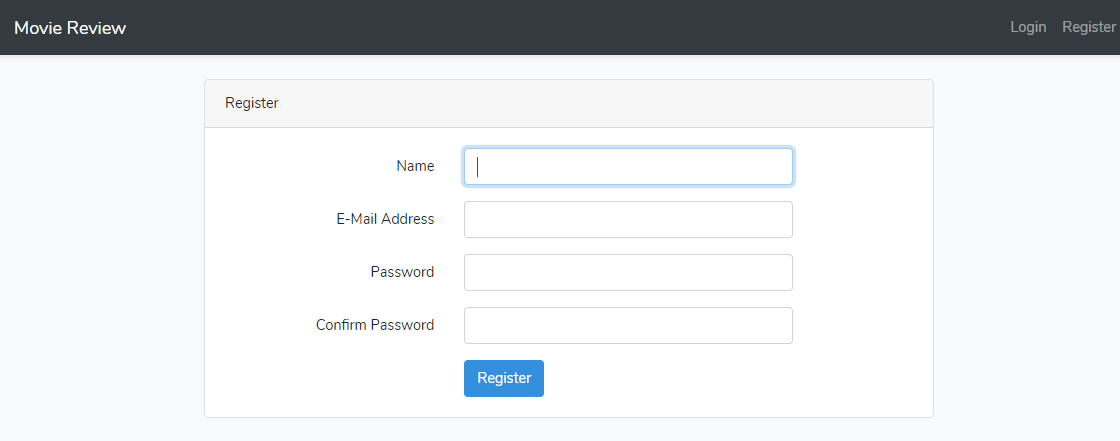 Movie Review Login Register
Register
Name
E-Mail Address
Password
Confirm Password
Register